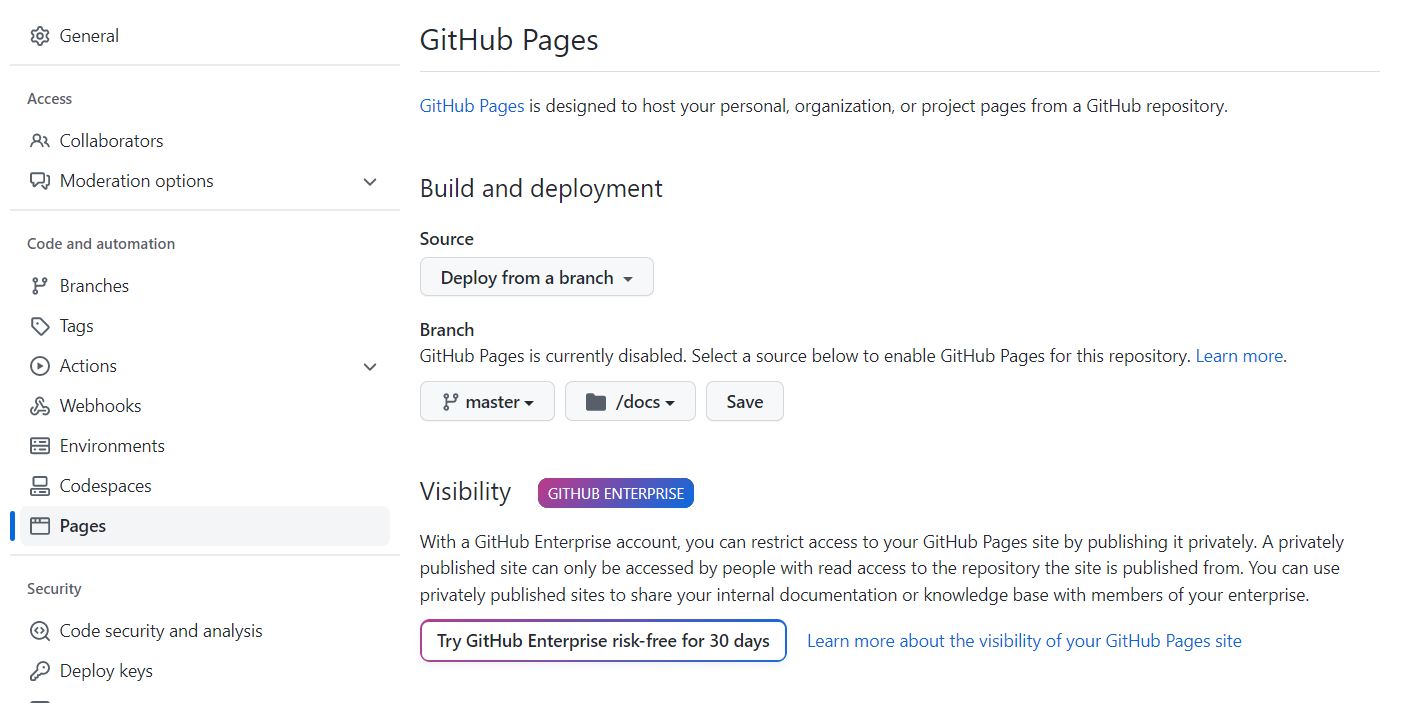 General
Access
Collaborators
Moderation options
Code and automation
Branches
Tags
Actions
Webhooks
Environments
Codespaces
Pages
Security
Code security and analysis
Deploy keys
GitHub Pages
GitHub Pages is designed to host your personal, organization, or project pages from a GitHub repository.
Build and deployment
Source
Deploy from a branch
Branch
GitHub Pages is currently disabled. Select a source below to enable GitHub Pages for this repository. Learn more.
master /docs Save
Visibility GITHUB ENTERPRISE
With a GitHub Enterprise account, you can restrict access to your GitHub Pages site by publishing it privately. A privately
published site can only be accessed by people with read access to the repository the site is published from. You can use
privately published sites to share your internal documentation or knowledge base with members of your enterprise.
Try GitHub Enterprise risk-free for 30 days Learn more about the visibility of your GitHub Pages site